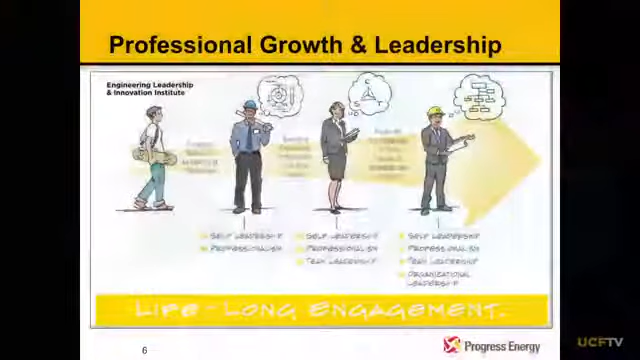 Professional Growth & Leadership
Engineering Leadership
& Innovation Institute
SELF LEADERSHIP
PROFESSIONALISM
SELF LEADERSHIP
PROFESSIONALISM
TEAM LEADERSHIP
SELF LEADERSHIP
PROFESSIONALISM
TEAM LEADERSHIP
ORGANIZATIONAL
LEADERSHIP
LIFE-LONG ENGAGEMENT.
6
Progress Energy
UCFTV